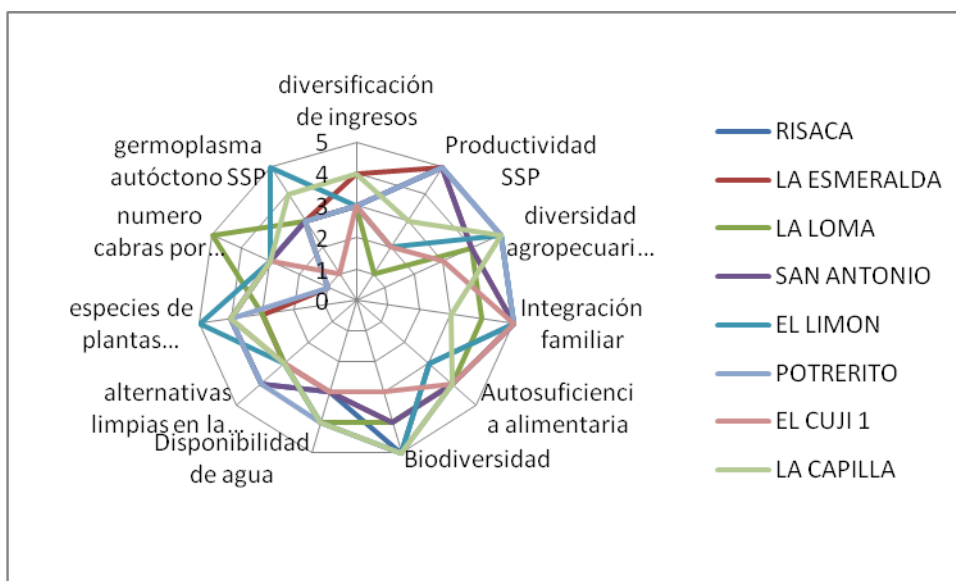 diversificación
de ingresos
Productividad
SSP
diversidad
agropecuari...
Integración
familiar
Autosuficienci
a alimentaria
Biodiversidad
Disponibilidad
de agua
alternativas
limpias en la...
especies de
plantas...
numero
cabras por...
germoplasma
autóctono SSP
5
4
3
2
1
0
RISACA
LA ESMERALDA
LA LOMA
SAN ANTONIO
EL LIMON
POTRERITO
EL CUJI 1
LA CAPILLA